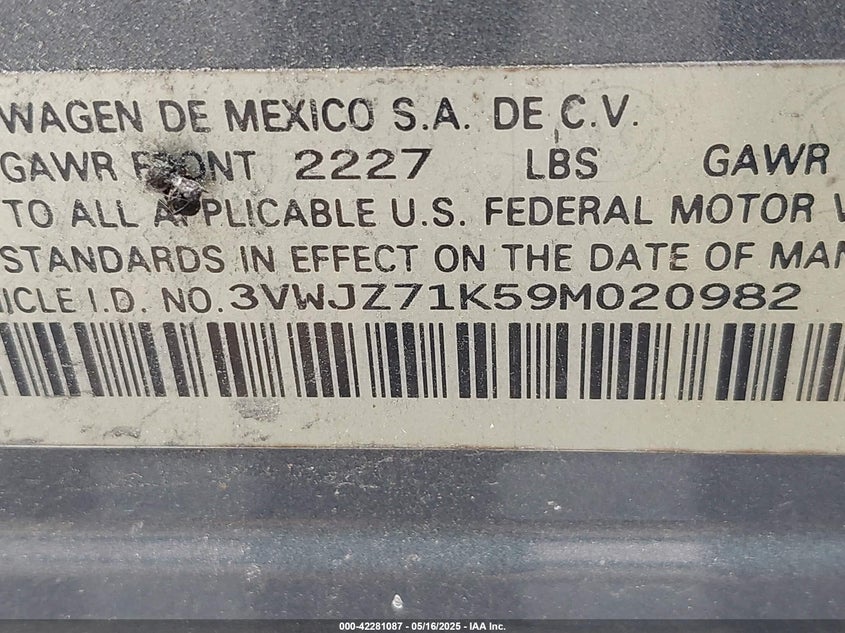 WAGEN DE MEXICO S.A. DE C.V.
GAWR FRONT 2227 LBS GAWR
TO ALL APPLICABLE U.S. FEDERAL MOTOR V
STANDARDS IN EFFECT ON THE DATE OF MAN
ICLE I.D. NO. 3VWJZ71K59M020982
000-42281087 - 05/16/2025 - IAA Inc.